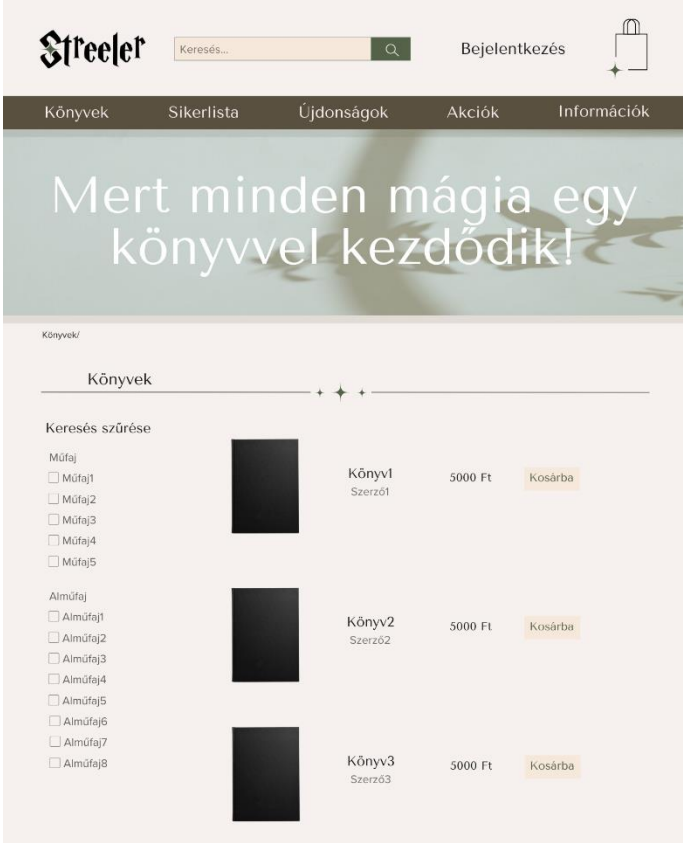 Streeler
Keresés...
Bejelentkezés
Könyvek Sikerlista Újdonságok Akciók Információk
Mert minden mágia egy
könyvvel kezdődik!
Könyvek/
Könyvek
Keresés szűrése
Műfaj
Műfaj1
Műfaj2
Műfaj3
Műfaj4
Műfaj5
Alműfaj
Alműfaj1
Alműfaj2
Alműfaj3
Alműfaj4
Alműfaj5
Alműfaj6
Alműfaj7
Alműfaj8
Könyv1 5000 Ft Kosárba
Szerző1
Könyv2 5000 Ft Kosárba
Szerző2
Könyv3 5000 Ft Kosárba
Szerző3